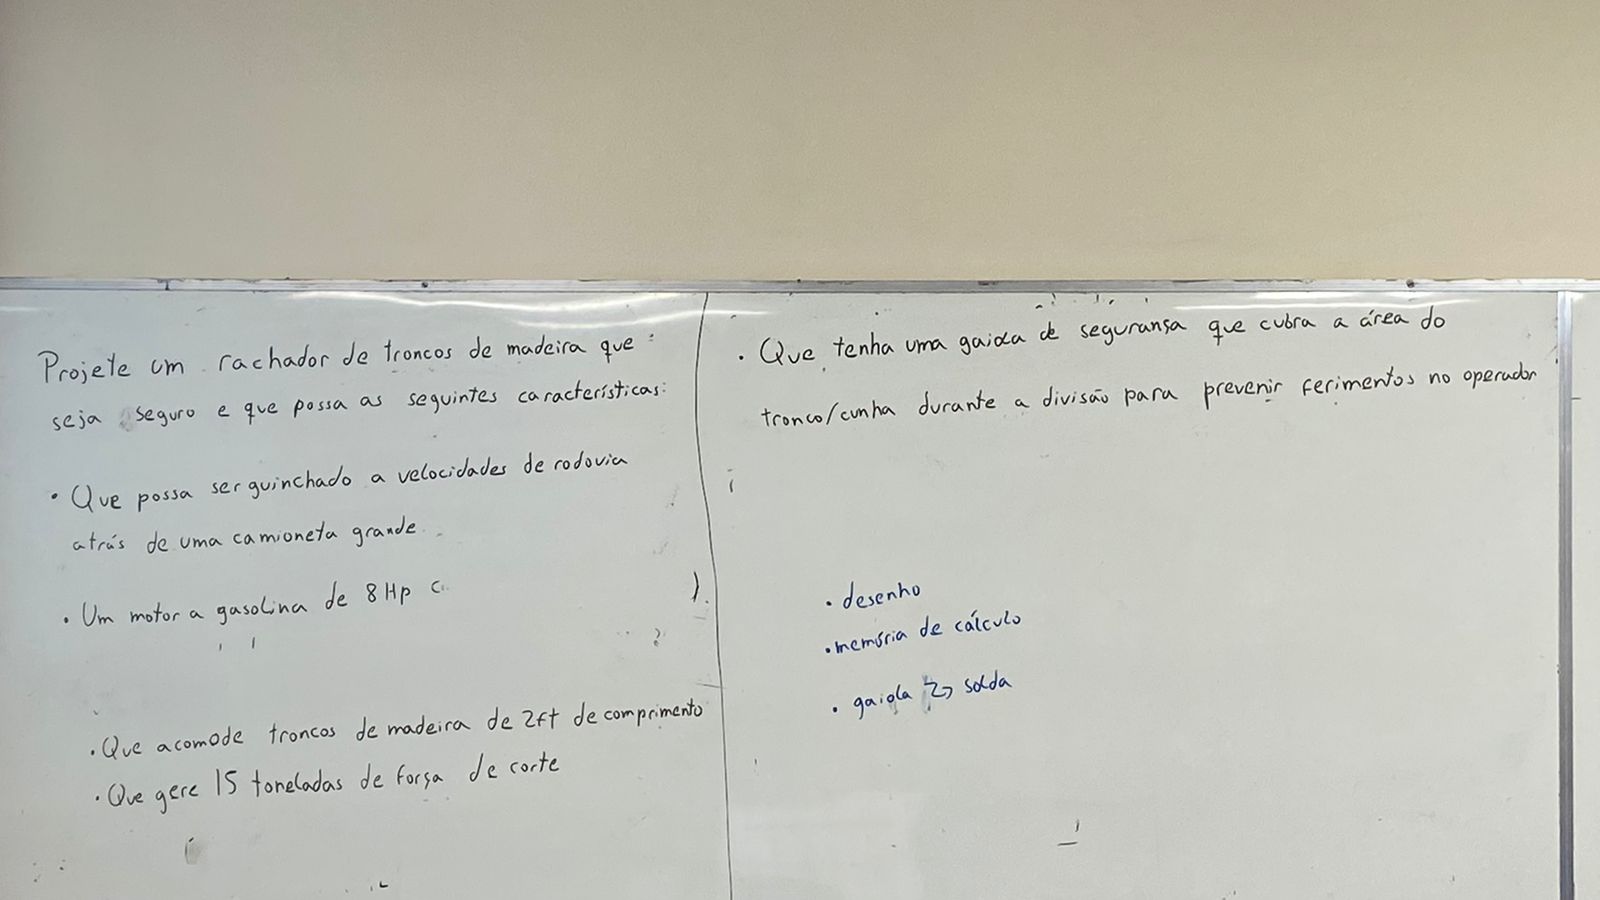 Projete um rachador de troncos de madeira que
seja seguro e que possa as seguintes características:
• Que possa ser guinchado a velocidades de rodovia
atrás de uma camioneta grande
• Um motor a gasolina de 8 Hp
• Que acomode troncos de madeira de 2ft de comprimento
• Que gere 15 toneladas de força de corte
• Que tenha uma gaiola de seguransa que cubra a área do
tronco/cunha durante a divisão para prevenir ferimentos no operador
• desenho
• memória de cálculo
• gaiola → solda